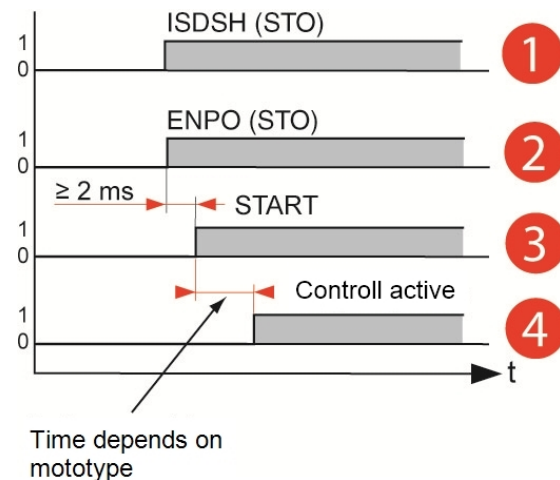 ISDSH (STO)
1
0
1
ENPO (STO)
1
0
2
≥ 2 ms
START
1
0
3
Controll active
1
0
4
t
Time depends on
mototype